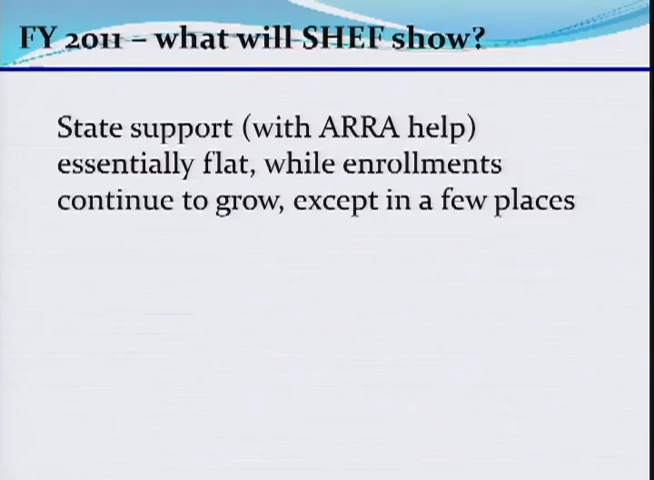 FY 2011 – what will SHEF show?
State support (with ARRA help)
essentially flat, while enrollments
continue to grow, except in a few places